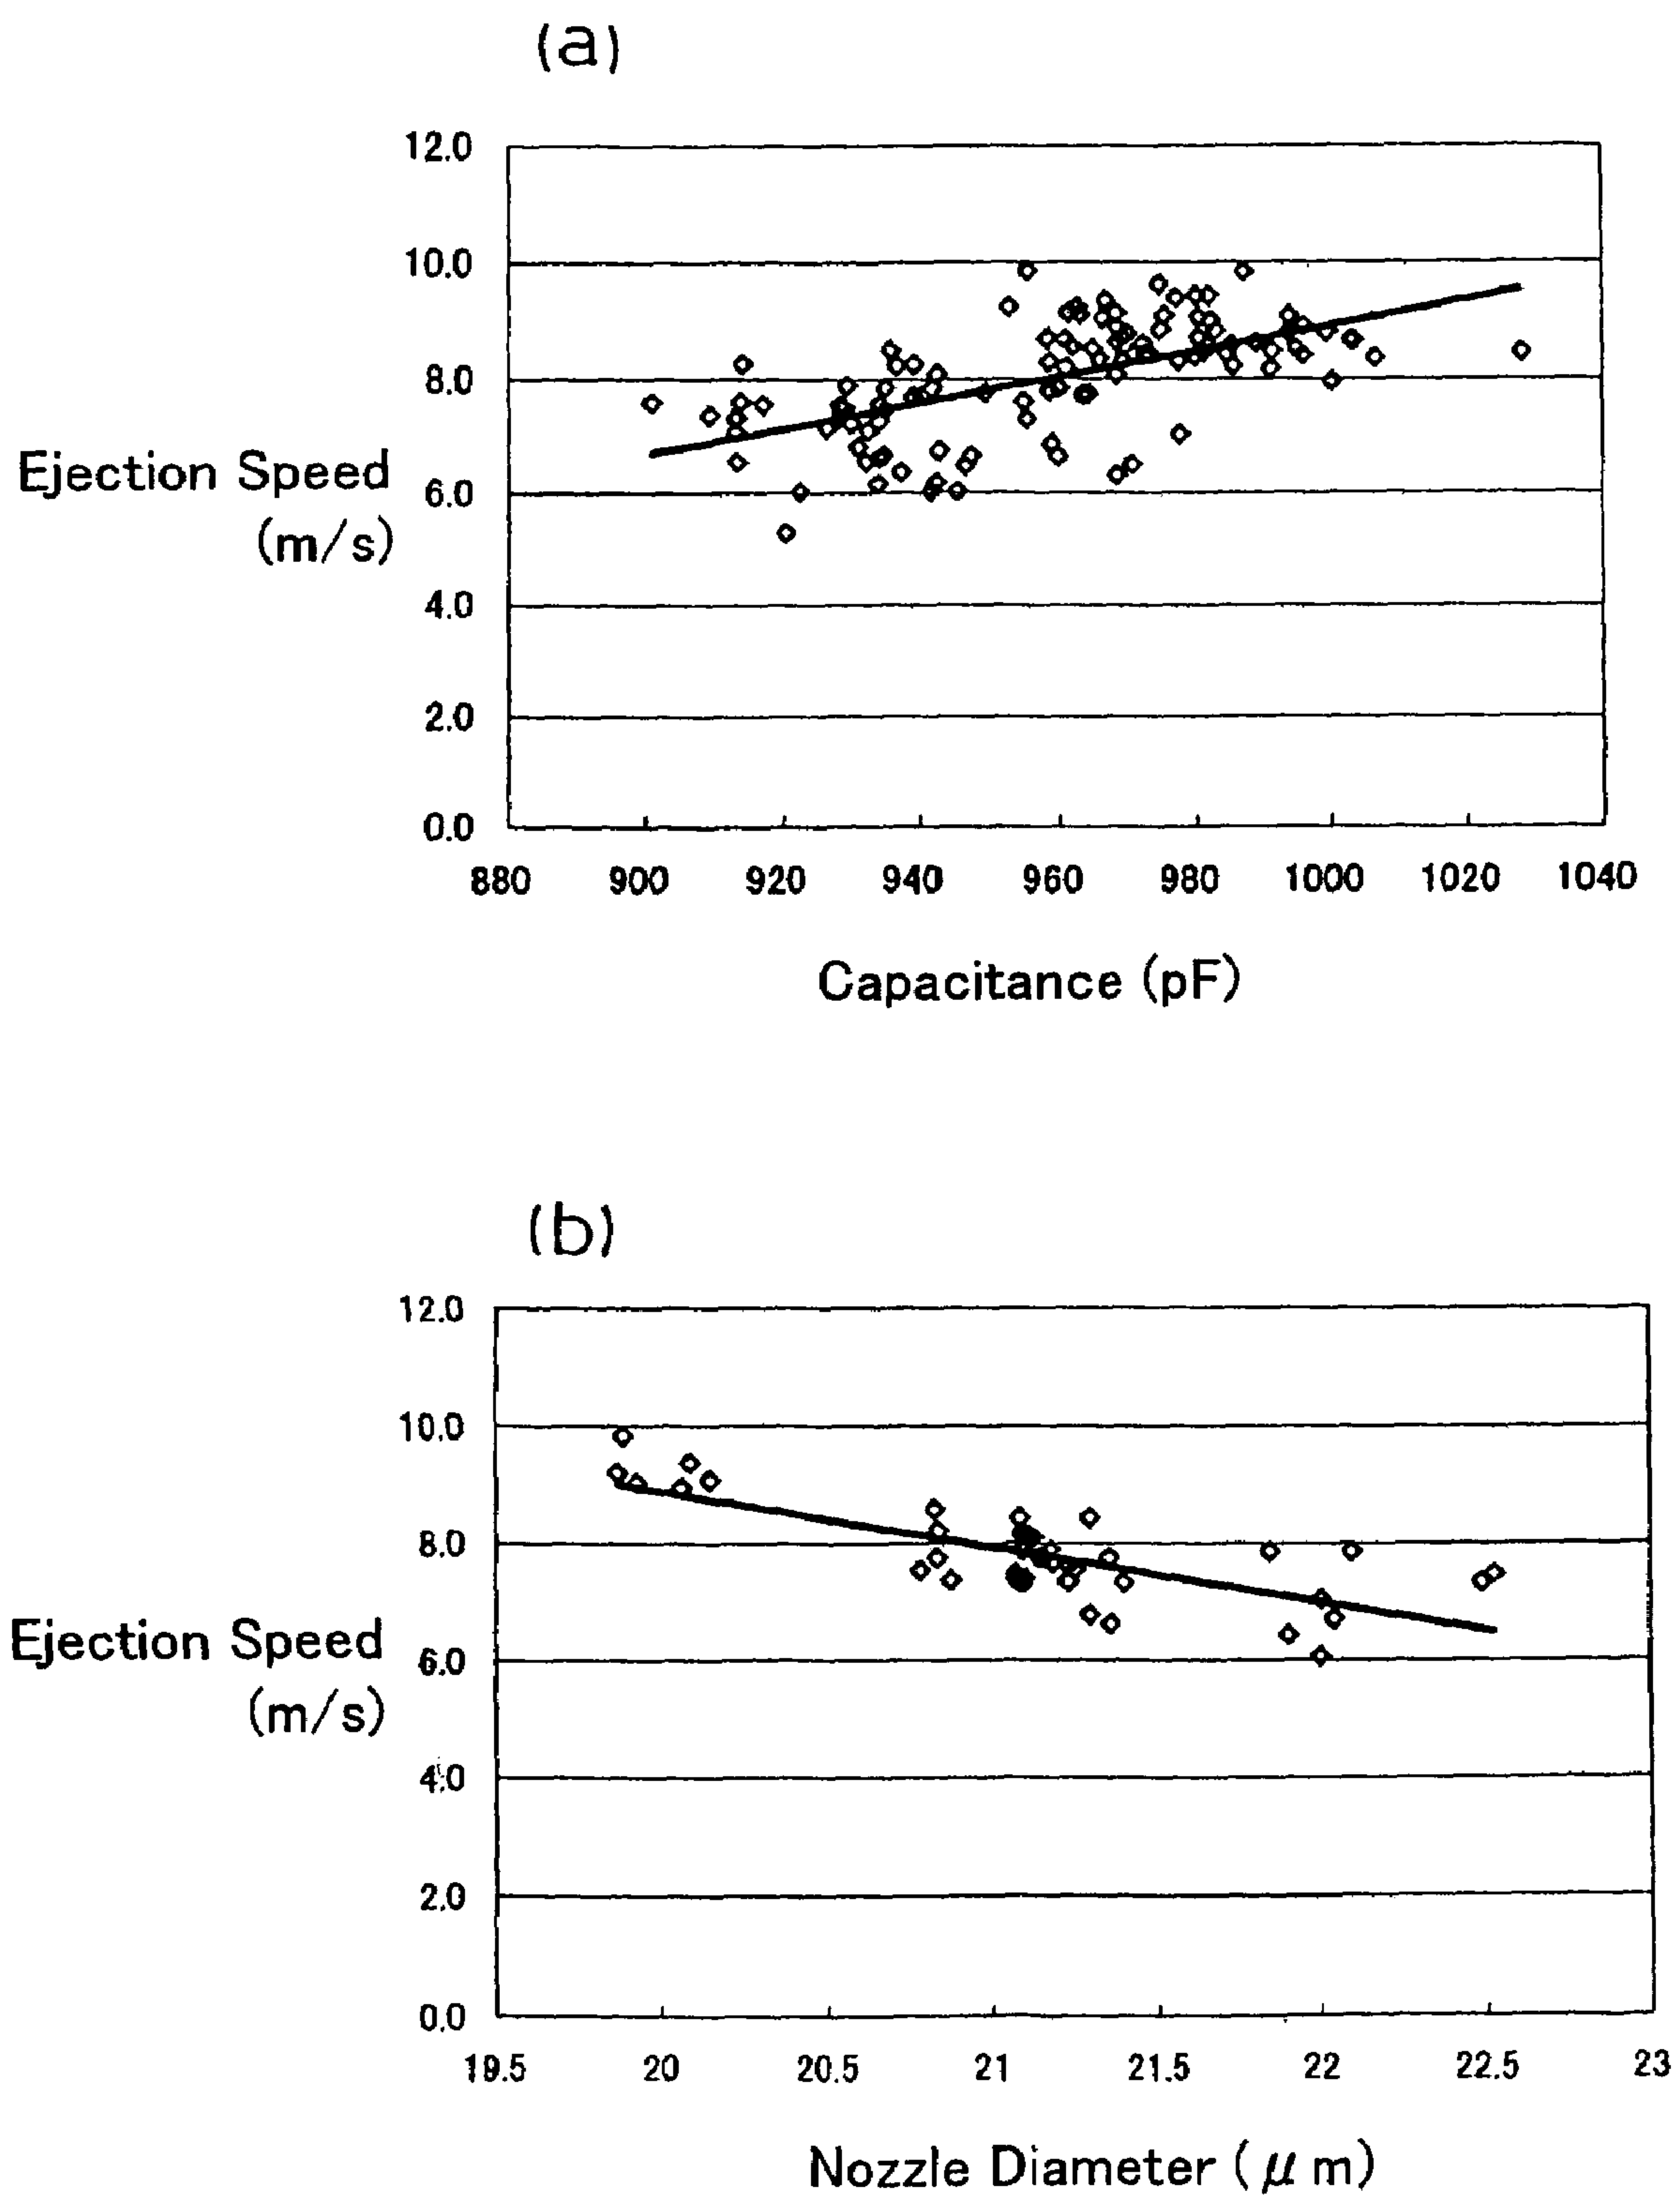 (a)
12.0
10.0
8.0
6.0
4.0
2.0
0.0
Ejection Speed
(m/s)
880 900 920 940 960 980 1000 1020 1040
Capacitance (pF)
(b)
12.0
10.0
8.0
6.0
4.0
2.0
0.0
Ejection Speed
(m/s)
19.5 20 20.5 21 21.5 22 22.5 23
Nozzle Diameter (μm)